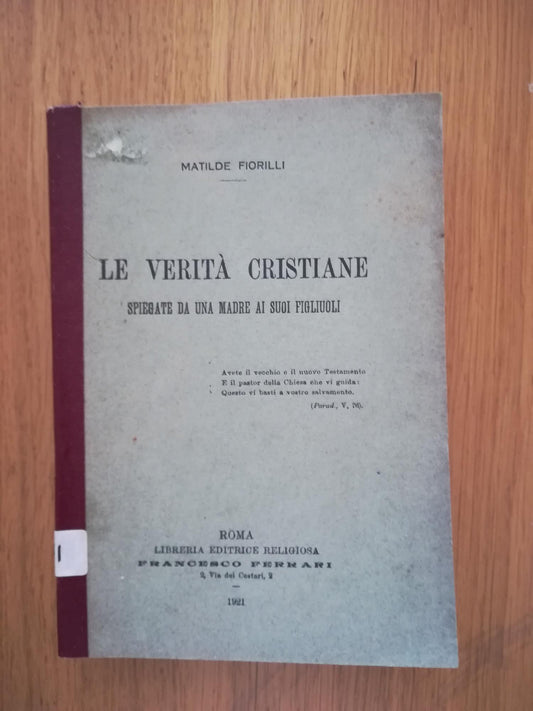 MATILDE FIORILLI
LE VERITÀ CRISTIANE
SPIEGATE DA UNA MADRE AI SUOI FIGLIUOLI
Avete il vecchio e il nuovo Testamento
E il pastor della Chiesa che vi guida:
Questo vi basti a vostro salvamento.
(Parad., V, 76).
ROMA
LIBRERIA EDITRICE RELIGIOSA
FRANCESCO FERRARI
2, Via dei Cestari, 2
1921
1